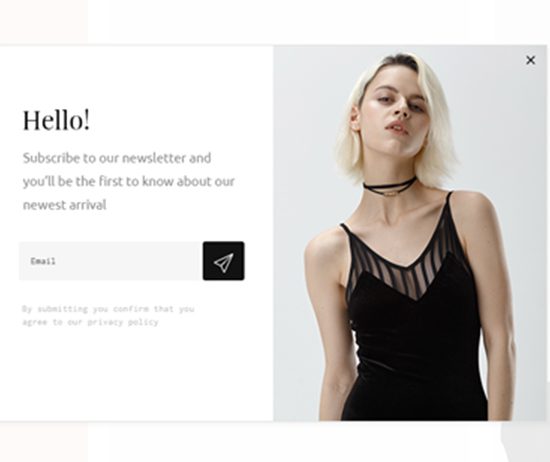 Hello!
Subscribe to our newsletter and
you'll be the first to know about our
newest arrival
Email
By submitting you confirm that you
agree to our privacy policy